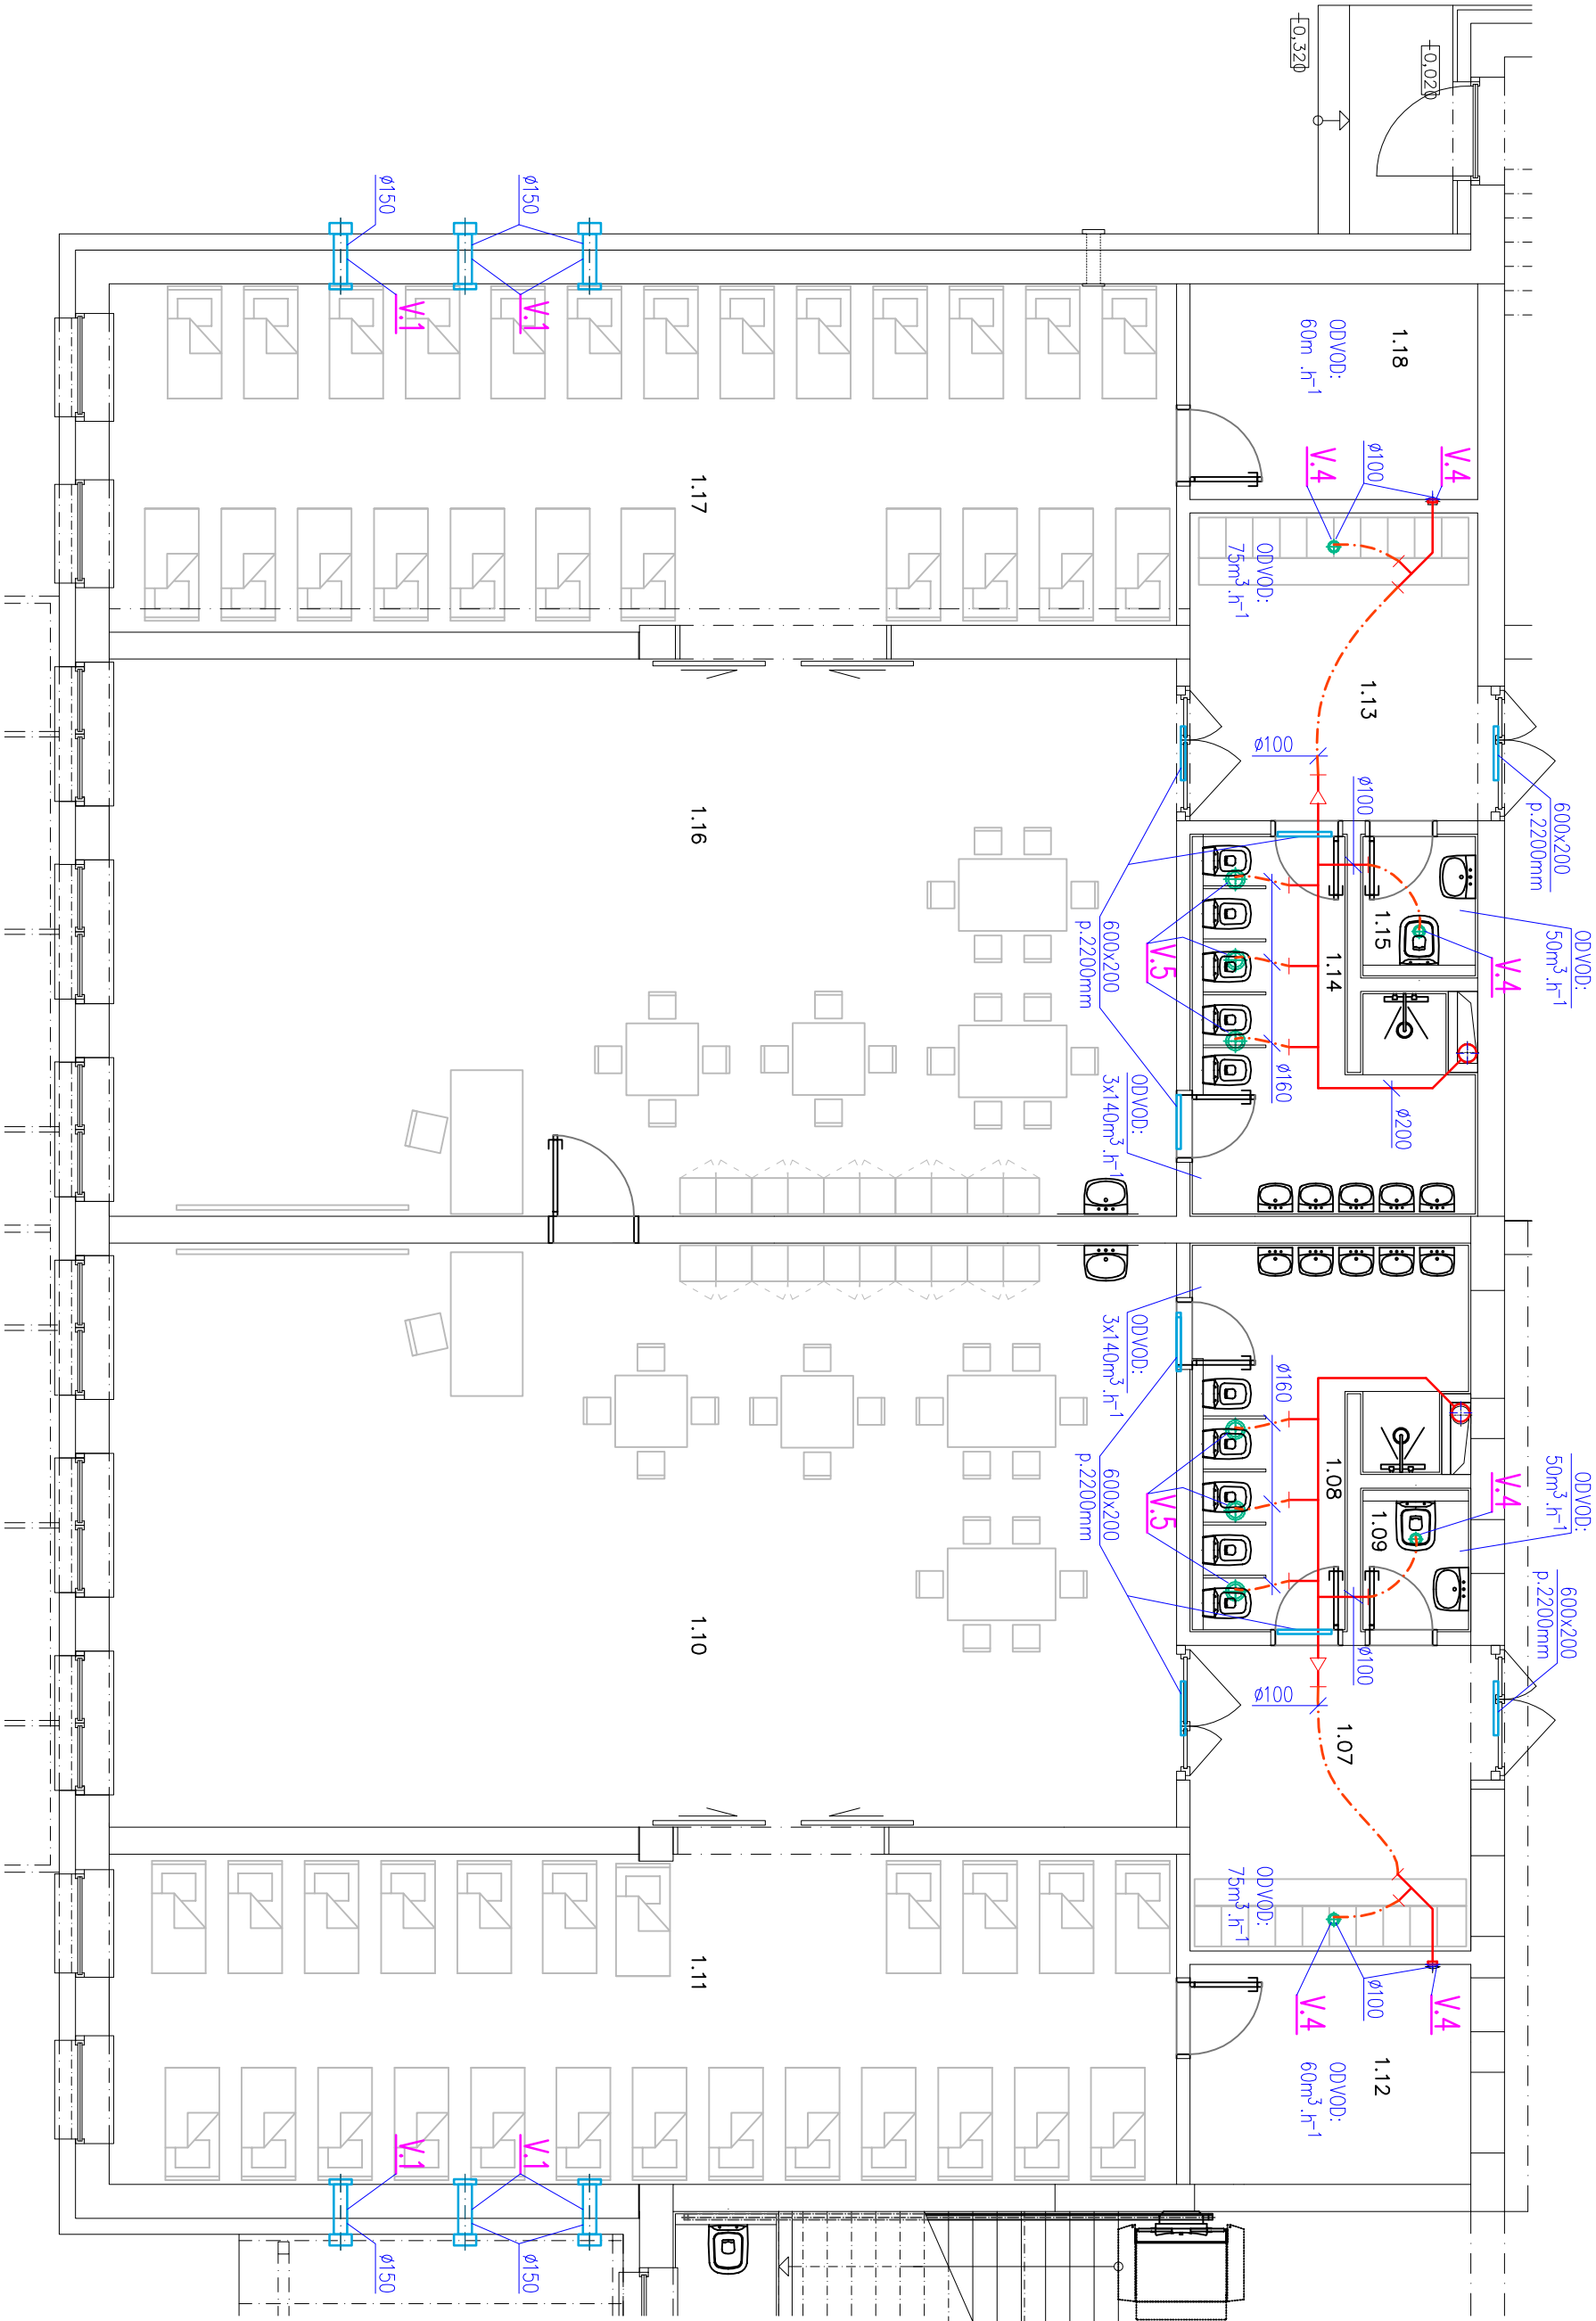 -0,320
-0,020
ø150
ø150
V.1
V.1
1.18
ODVOD:
60m .h-1
V.4
ø100
V.4
1.17
ODVOD:
75m³.h-1
1.13
ø100
600x200
p.2200mm
1.16
ø100
ODVOD:
50m³.h-1
V.4
1.15
1.14
600x200
p.2200mm
V.5
ø160
ODVOD:
3x140m³.h-1
ø200
ODVOD:
3x140m³.h-1
ø160
1.08
V.4
ODVOD:
50m³.h-1
1.09
600x200
p.2200mm
V.5
600x200
p.2200mm
1.10
ø100
ø100
1.07
ODVOD:
75m³.h-1
1.11
ø100
V.4
V.4
1.12
ODVOD:
60m³.h-1
V.1
V.1
ø150
ø150